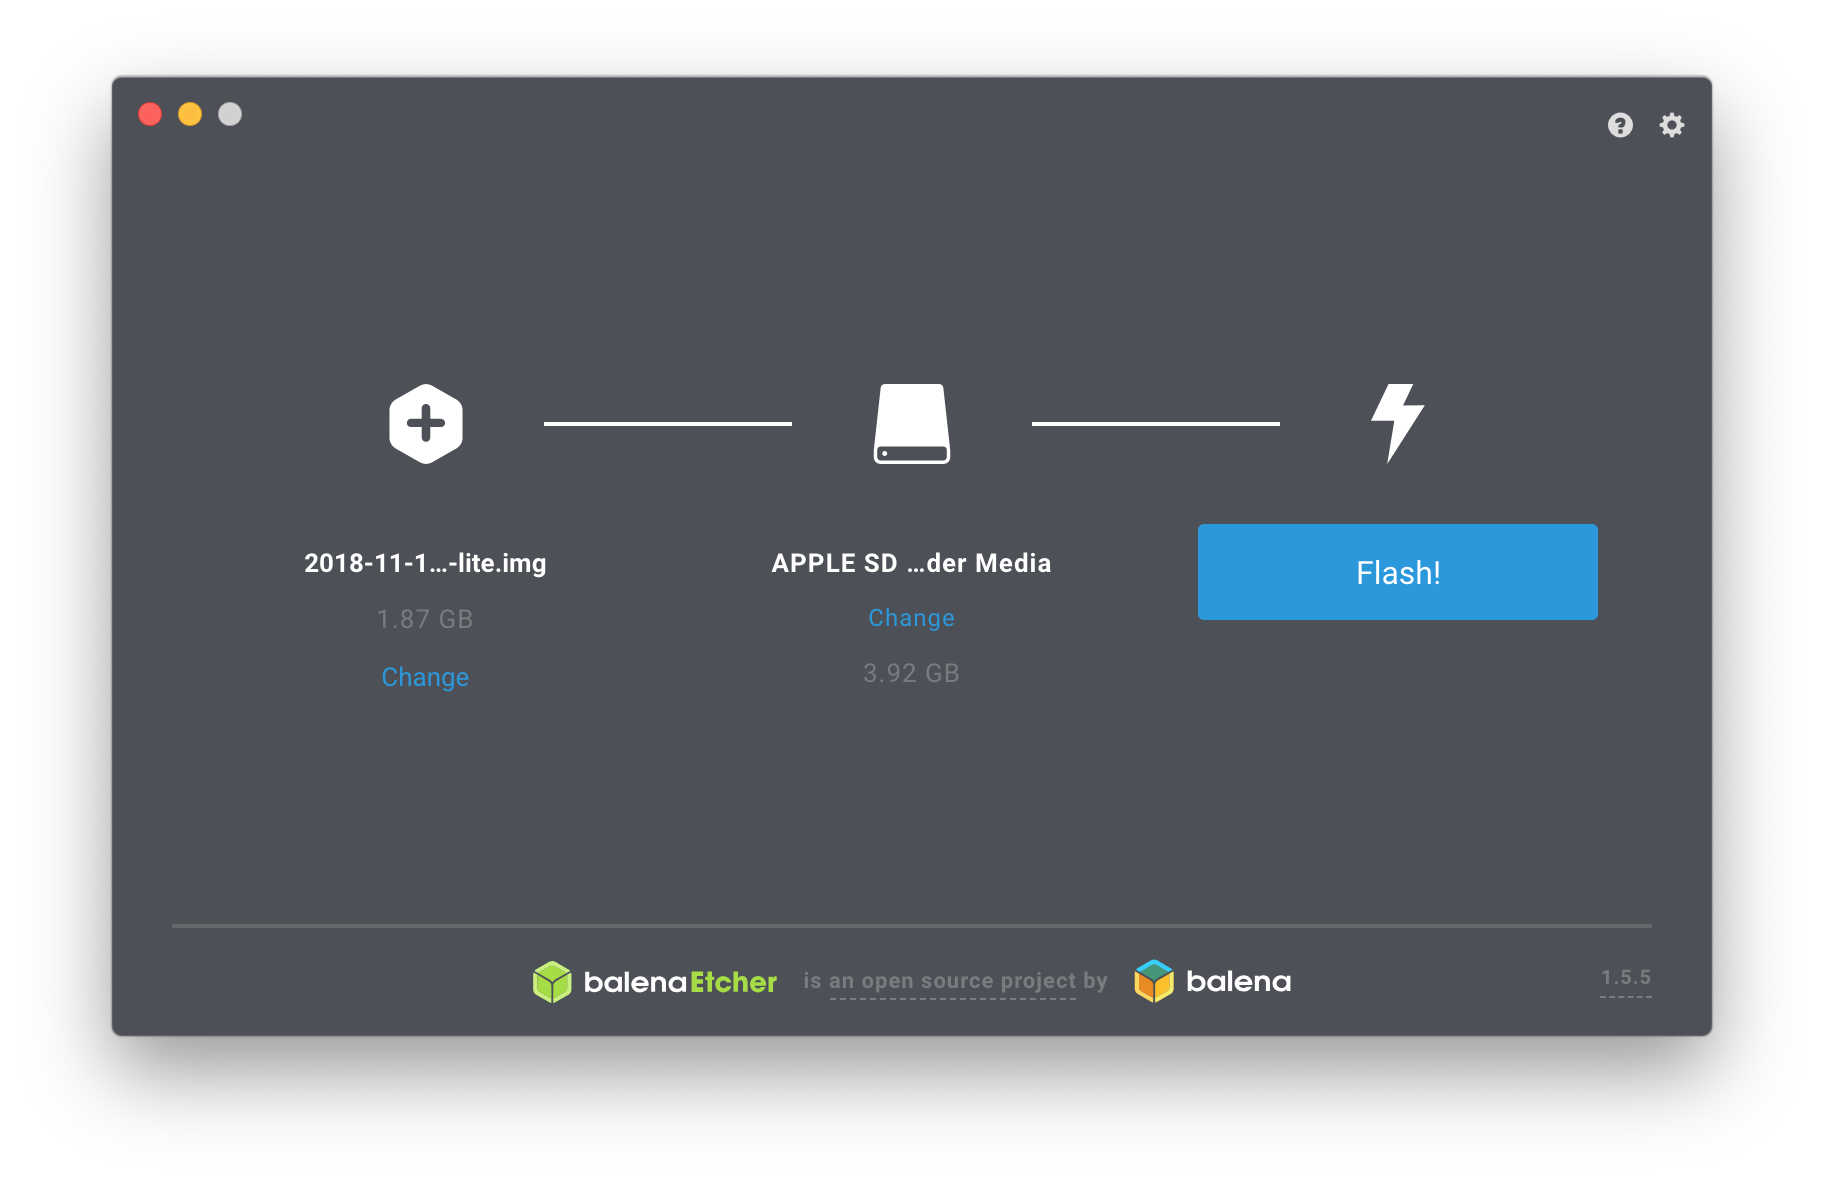 2018-11-1...-lite.img
1.87 GB
Change
APPLE SD ...der Media
Change
3.92 GB
Flash!
balenaEtcher is an open source project by balena
1.5.5